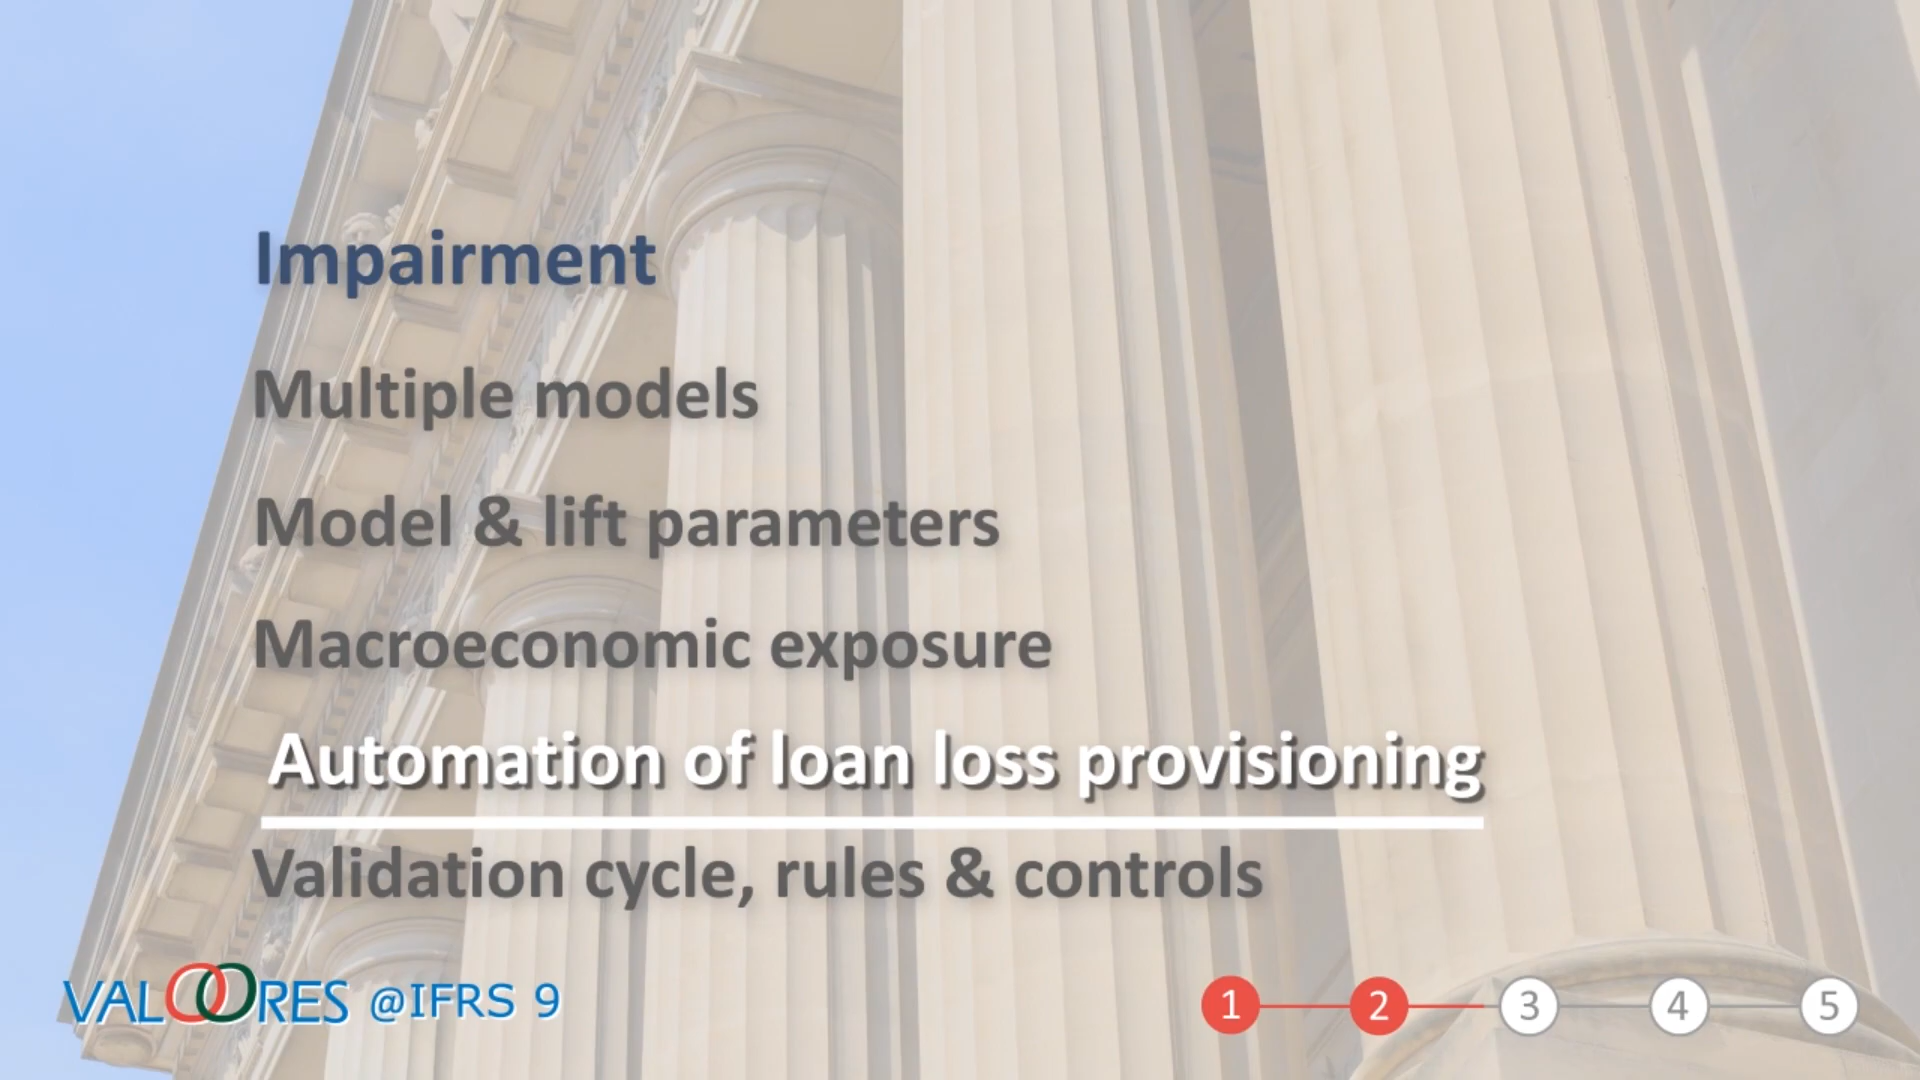 Impairment
Multiple models
Model & lift parameters
Macroeconomic exposure
Automation of loan loss provisioning
Validation cycle, rules & controls
VALOORES @IFRS 9
1 2 3 4 5